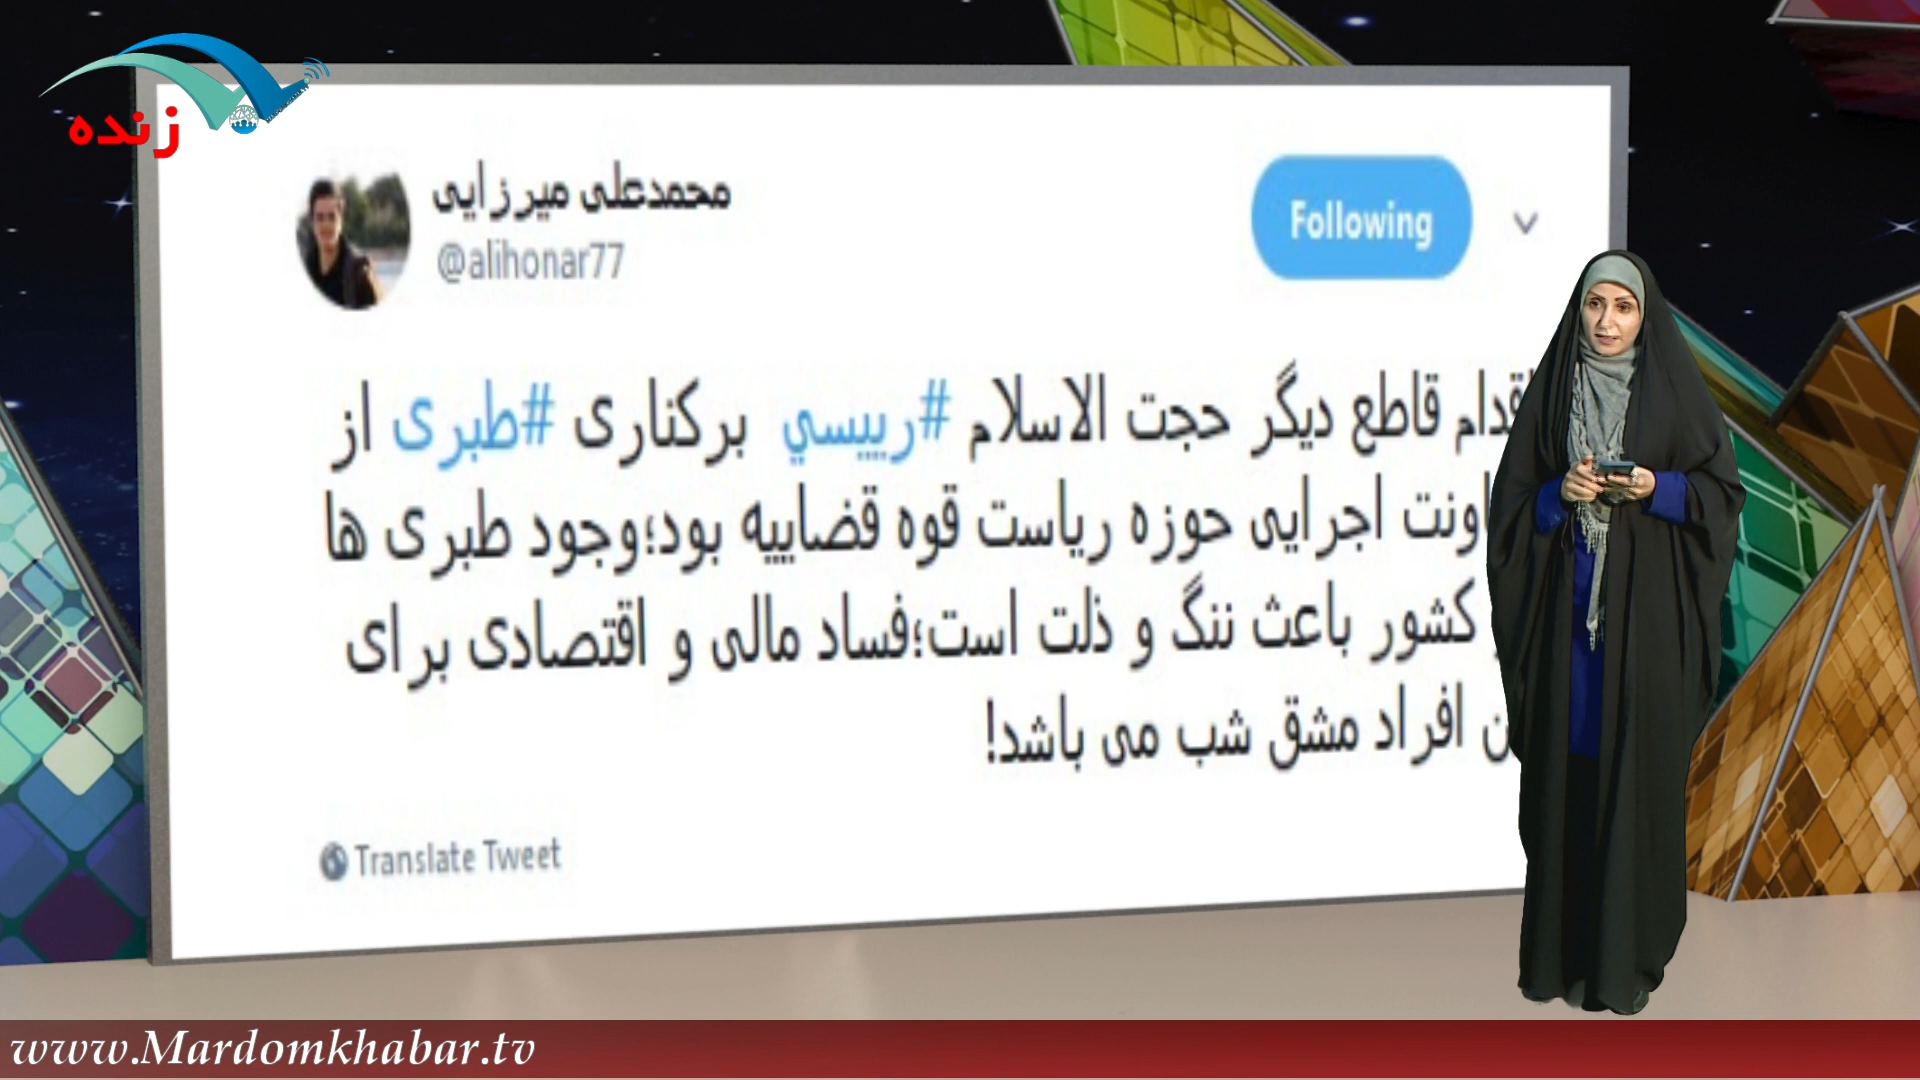 زنده
محمدعلی میرزایی
@alihonar77
Following
قدام قاطع دیگر حجت الاسلام #رییسي برکناری #طبری از
اونت اجرایی حوزه ریاست قوه قضاییه بود؛وجود طبری ها
کشور باعث ننگ و ذلت است؛فساد مالی و اقتصادی برای
ن افراد مشق شب می باشد!
Translate Tweet
www.Mardomkhabar.tv